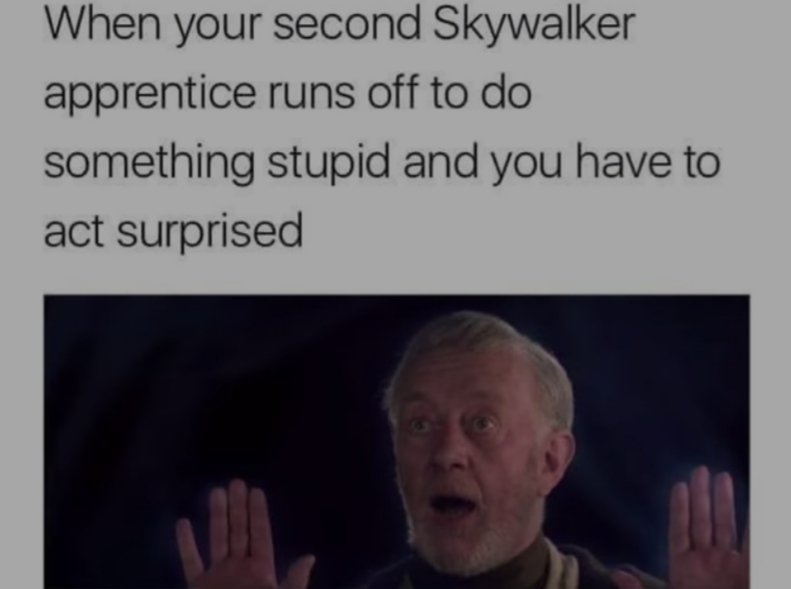 When your second Skywalker
apprentice runs off to do
something stupid and you have to
act surprised